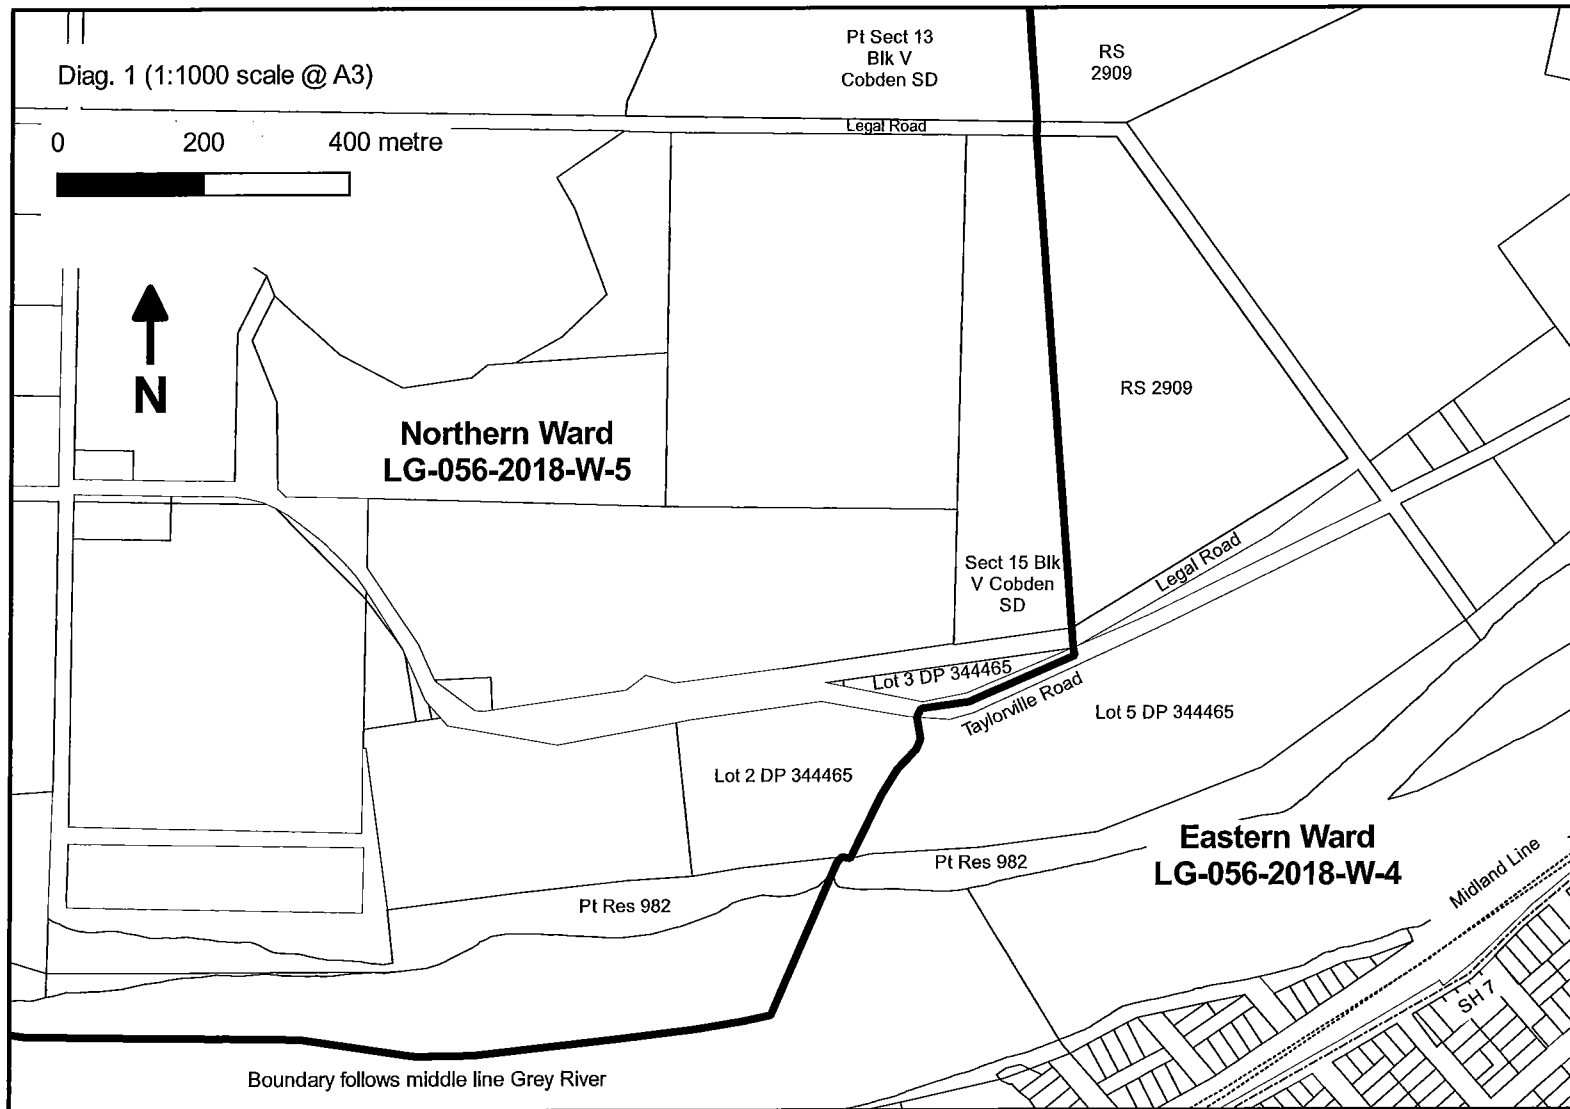 Pt Sect 13
Blk V
Cobden SD
RS
2909
Diag. 1 (1:1000 scale @ A3)
Legal Road
0 200 400 metre
N
RS 2909
Northern Ward
LG-056-2018-W-5
Sect 15 Blk
V Cobden
SD
Legal Road
Lot 3 DP 344465
Taylorville Road
Lot 5 DP 344465
Lot 2 DP 344465
Eastern Ward
LG-056-2018-W-4
Pt Res 982
Pt Res 982
Midland Line
SH 7
Boundary follows middle line Grey River